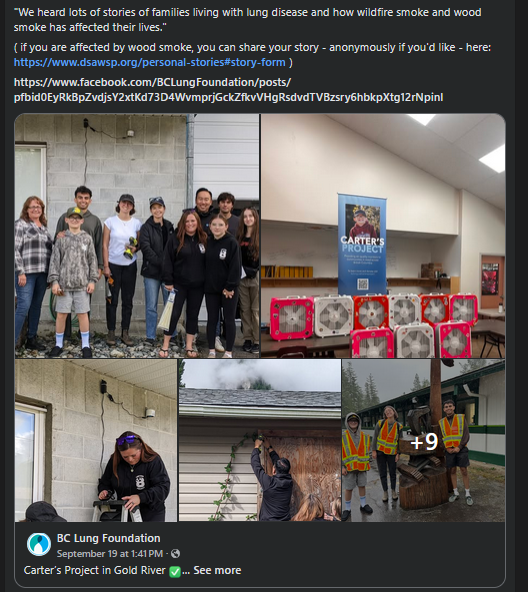 "We heard lots of stories of families living with lung disease and how wildfire smoke and wood
smoke has affected their lives."
( if you are affected by wood smoke, you can share your story - anonymously if you'd like - here:
https://www.dsawsp.org/personal-stories#story-form )
https://www.facebook.com/BCLungFoundation/posts/
pfbid0EyRkBpZvdjsY2xtKd73D4WvmprjGckZfkvVHgRsdvdTVBzsry6hbkpXtg12rNpinl
CARTER'S
PROJECT
+9
BC Lung Foundation
September 19 at 1:41 PM ·
Carter's Project in Gold River ✅... See more